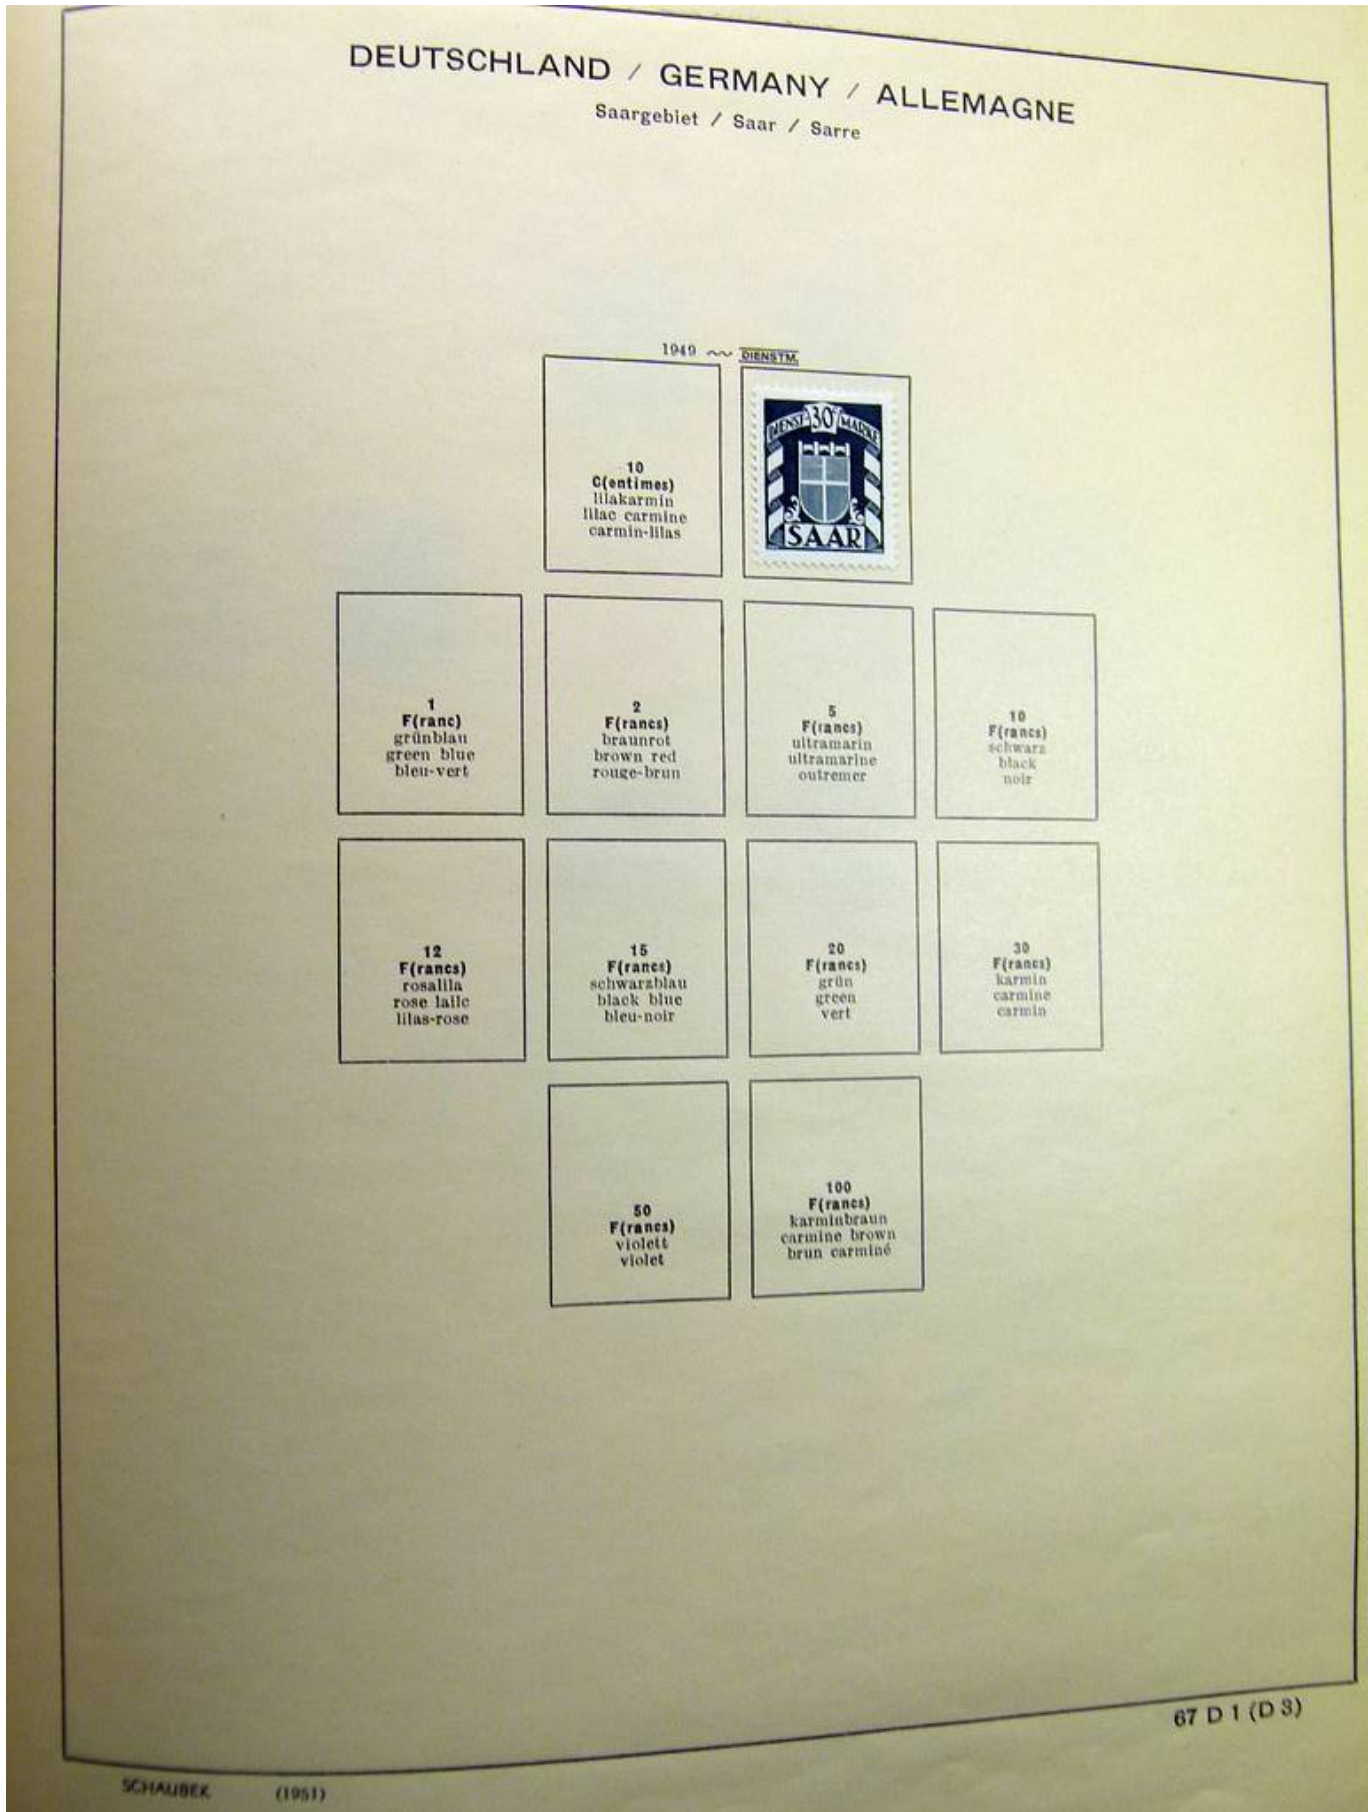 DEUTSCHLAND / GERMANY / ALLEMAGNE
Saargebiet / Saar / Sarre
1949 DIENSTM.
10
C(entimes)
lilakarmin
lilac carmine
carmin-lilas
DIENST 30 MARKE
SAAR
1
F(ranc)
grünblau
green blue
bleu-vert
2
F(rancs)
braunrot
brown red
rouge-brun
5
F(rancs)
ultramarin
ultramarine
outremer
10
F(rancs)
schwarz
black
noir
12
F(rancs)
rosalila
rose lailc
lilas-rose
15
F(rancs)
schwarzblau
black blue
bleu-noir
20
F(rancs)
grün
green
vert
30
F(rancs)
karmin
carmine
carmin
50
F(rancs)
violett
violet
100
F(rancs)
karminbraun
carmine brown
brun carminé
67 D 1 (D 3)
SCHAUBEK (1951)